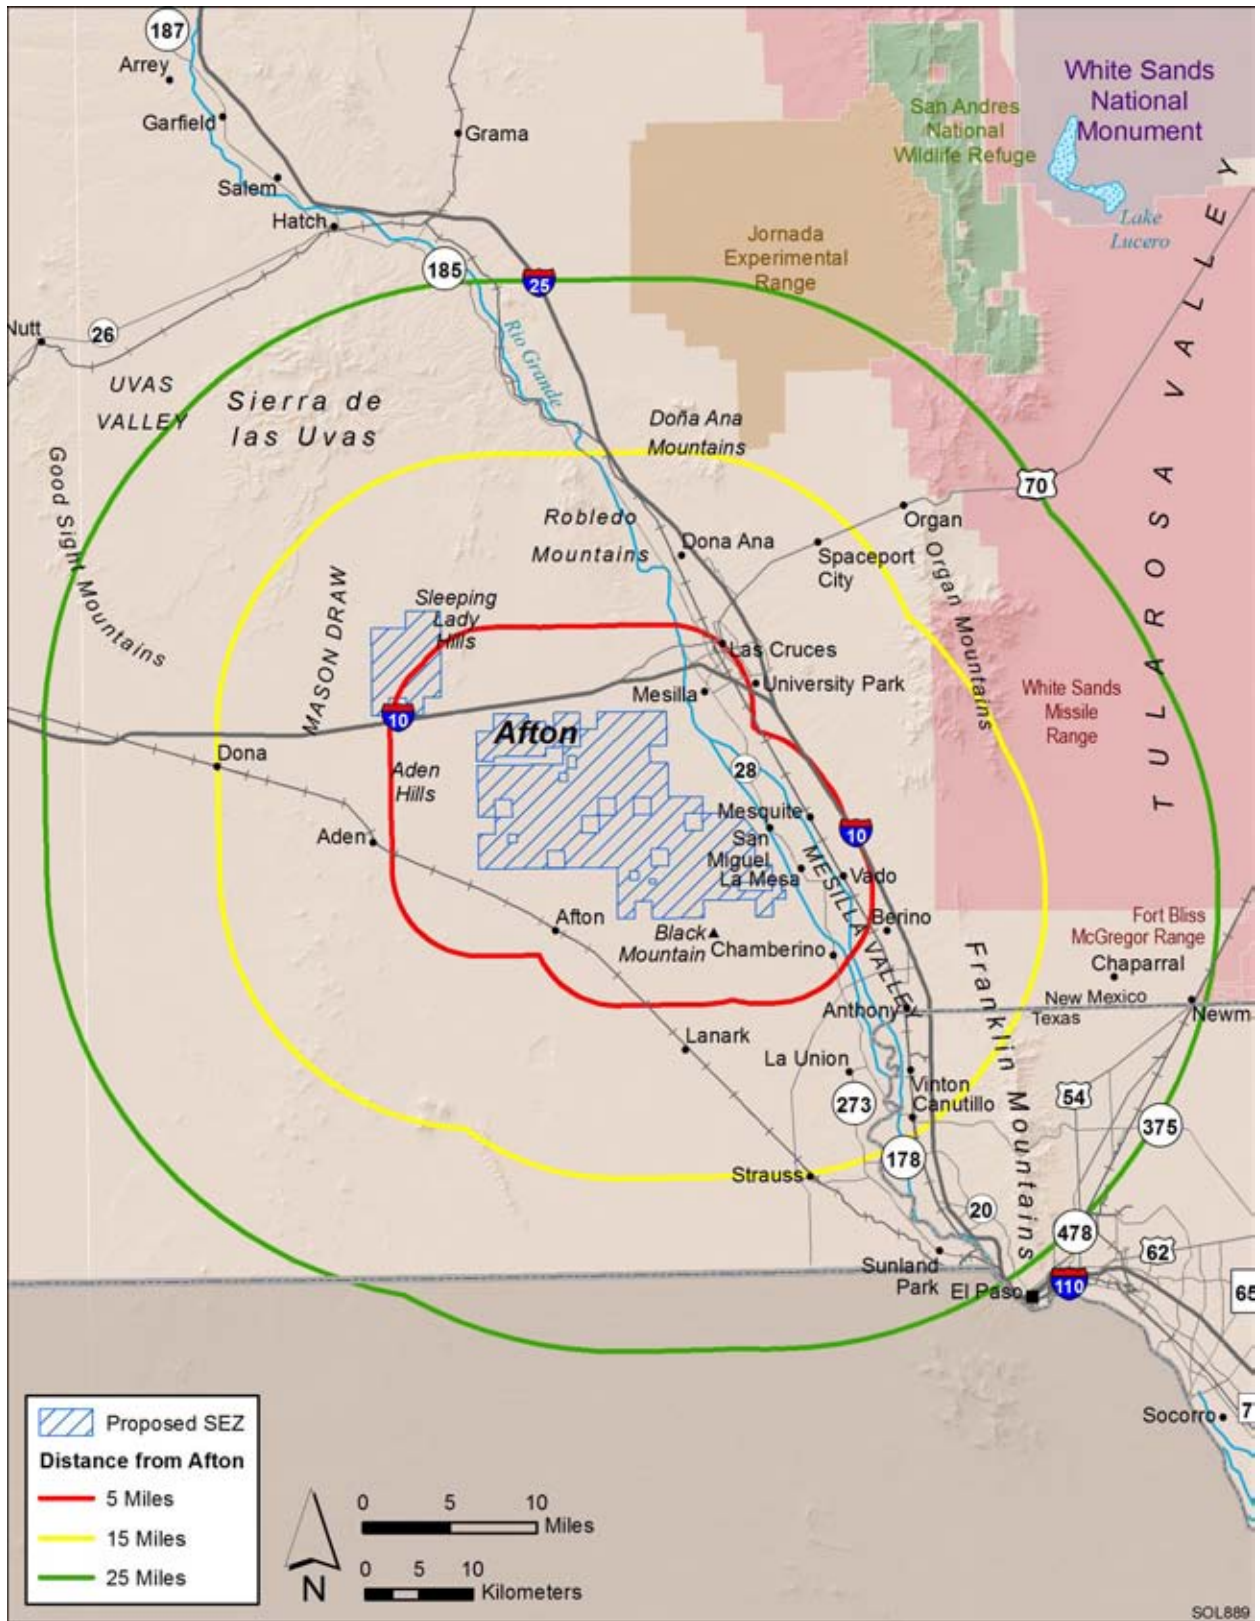 187
Arrey
Garfield
Grama
Salem
Hatch
White Sands
National
Monument
San Andres
National
Wildlife Refuge
Lake
Lucero
Jornada
Experimental
Range
185
25
Nutt
26
Rio Grande
UVAS
VALLEY
Sierra de
las Uvas
Doña Ana
Mountains
Good Sight Mountains
TULAROSA VALLEY
70
Organ
Robledo
Mountains
Dona Ana
Spaceport
City
Organ Mountains
MASON DRAW
Sleeping
Lady
Hills
Las Cruces
University Park
Mesilla
White Sands
Missile
Range
10
Afton
Dona
Aden
Hills
28
Mesquite
10
San
Miguel
La Mesa
Vado
MESILLA VALLEY
Aden
Afton
Black
Mountain
Chamberino
Berino
Fort Bliss
McGregor Range
Chaparral
Franklin Mountains
New Mexico
Texas
Newm
Anthony
Lanark
La Union
Vinton
Canutillo
273
54
375
178
Strauss
20
478
62
Sunland
Park
El Paso
110
65
Socorro
77
Proposed SEZ
Distance from Afton
5 Miles
15 Miles
25 Miles
N
0 5 10
Miles
0 5 10
Kilometers
SOL889